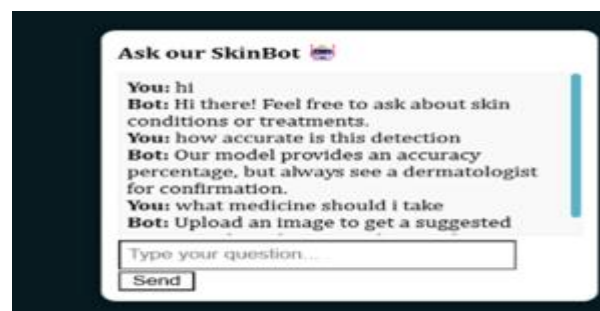 Ask our SkinBot
You: hi
Bot: Hi there! Feel free to ask about skin
conditions or treatments.
You: how accurate is this detection
Bot: Our model provides an accuracy
percentage, but always see a dermatologist
for confirmation.
You: what medicine should i take
Bot: Upload an image to get a suggested
Type your question...
Send